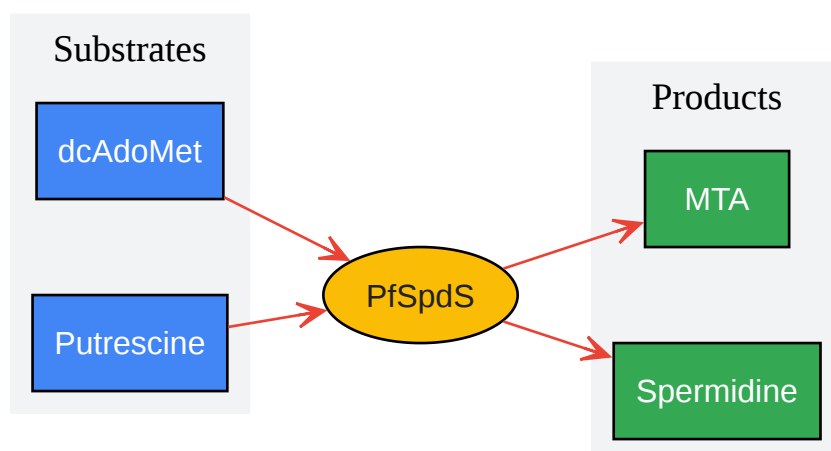 Substrates
dcAdoMet
Putrescine
PfSpdS
Products
MTA
Spermidine